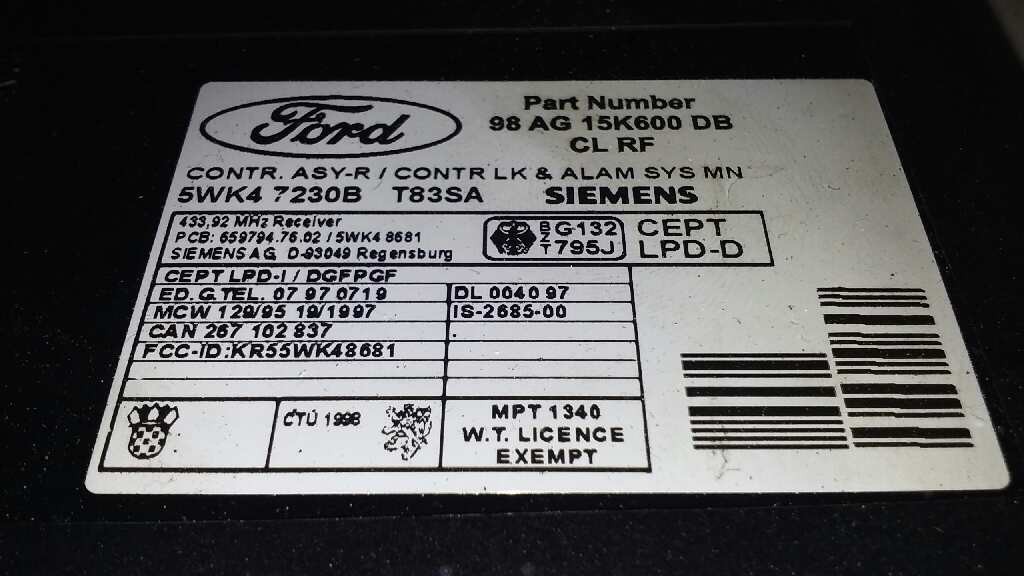 Ford
Part Number
98 AG 15K600 DB
CL RF
CONTR. ASY-R / CONTR LK & ALAM SYS MN
5WK4 7230B T83SA SIEMENS
433,92 MHz Receiver
PCB: 659794.76.02 / 5WK4 8681
SIEMENS AG, D-93049 Regensburg
BZT G-132
795J
CEPT
LPD-D
CEPT LPD-I / DGFPGF
ED. G.TEL. 07 97 0719
DL 0040 97
MCW 129/95 19/1997
IS-2685-00
CAN 267 102 837
FCC-ID:KR55WK48681
ČTÚ 1998
MPT 1340
W.T. LICENCE
EXEMPT